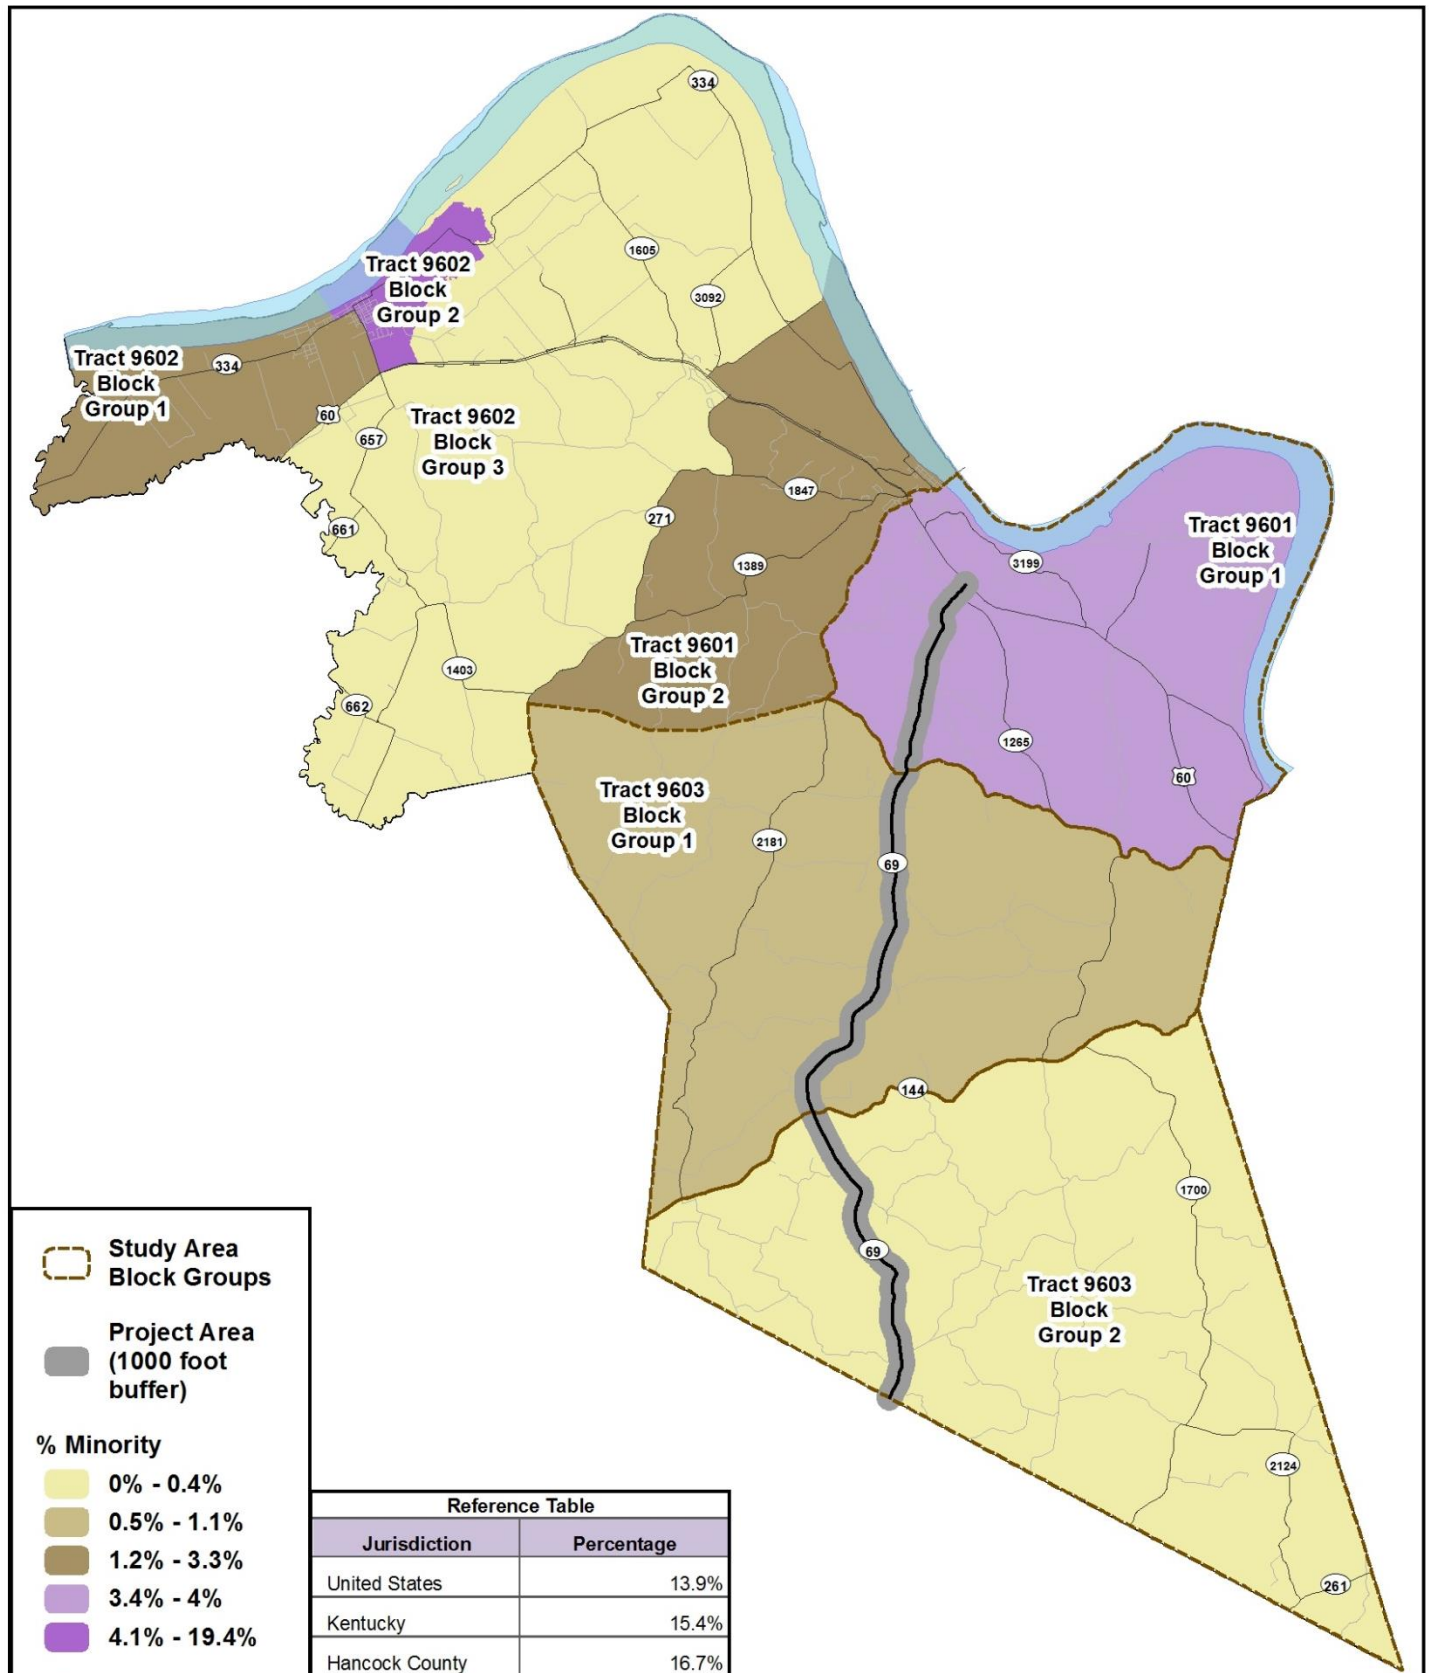 334
1605
3092
Tract 9602
Block
Group 2
Tract 9602
Block
Group 1
334
60
657
Tract 9602
Block
Group 3
661
271
1847
1389
1403
662
Tract 9601
Block
Group 2
Tract 9601
Block
Group 1
3199
1265
60
Tract 9603
Block
Group 1
2181
69
144
1700
69
Tract 9603
Block
Group 2
2124
261
Study Area
Block Groups
Project Area
(1000 foot
buffer)
% Minority
0% - 0.4%
0.5% - 1.1%
1.2% - 3.3%
3.4% - 4%
4.1% - 19.4%
Reference Table
Jurisdiction Percentage
United States 13.9%
Kentucky 15.4%
Hancock County 16.7%